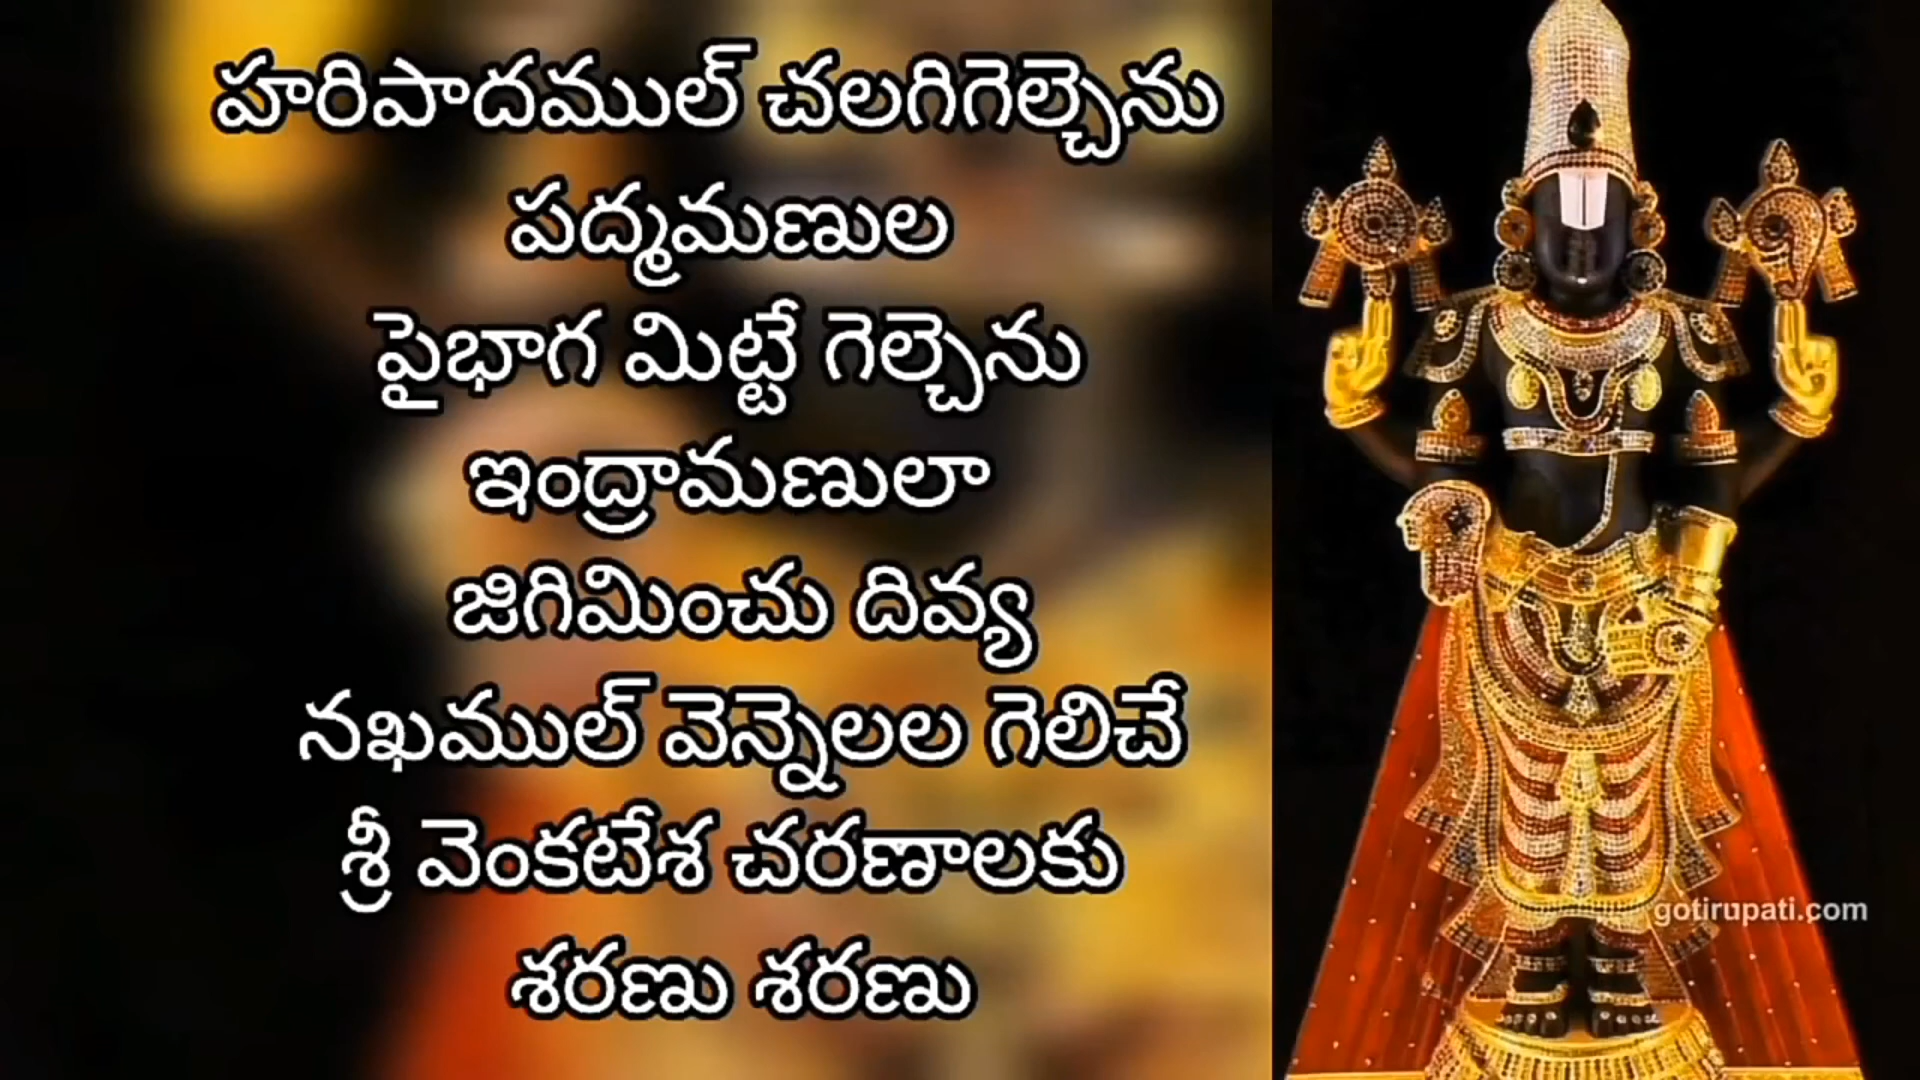 హరిపాదముల్ చలగిగెల్చెను
పద్మమణుల
పైభాగ మిట్టే గెల్చెను
ఇంద్రామణులా
జిగిమించు దివ్య
నఖముల్ వెన్నెలల గెలిచే
శ్రీ వెంకటేశ చరణాలకు
శరణు శరణు
gotirupati.com